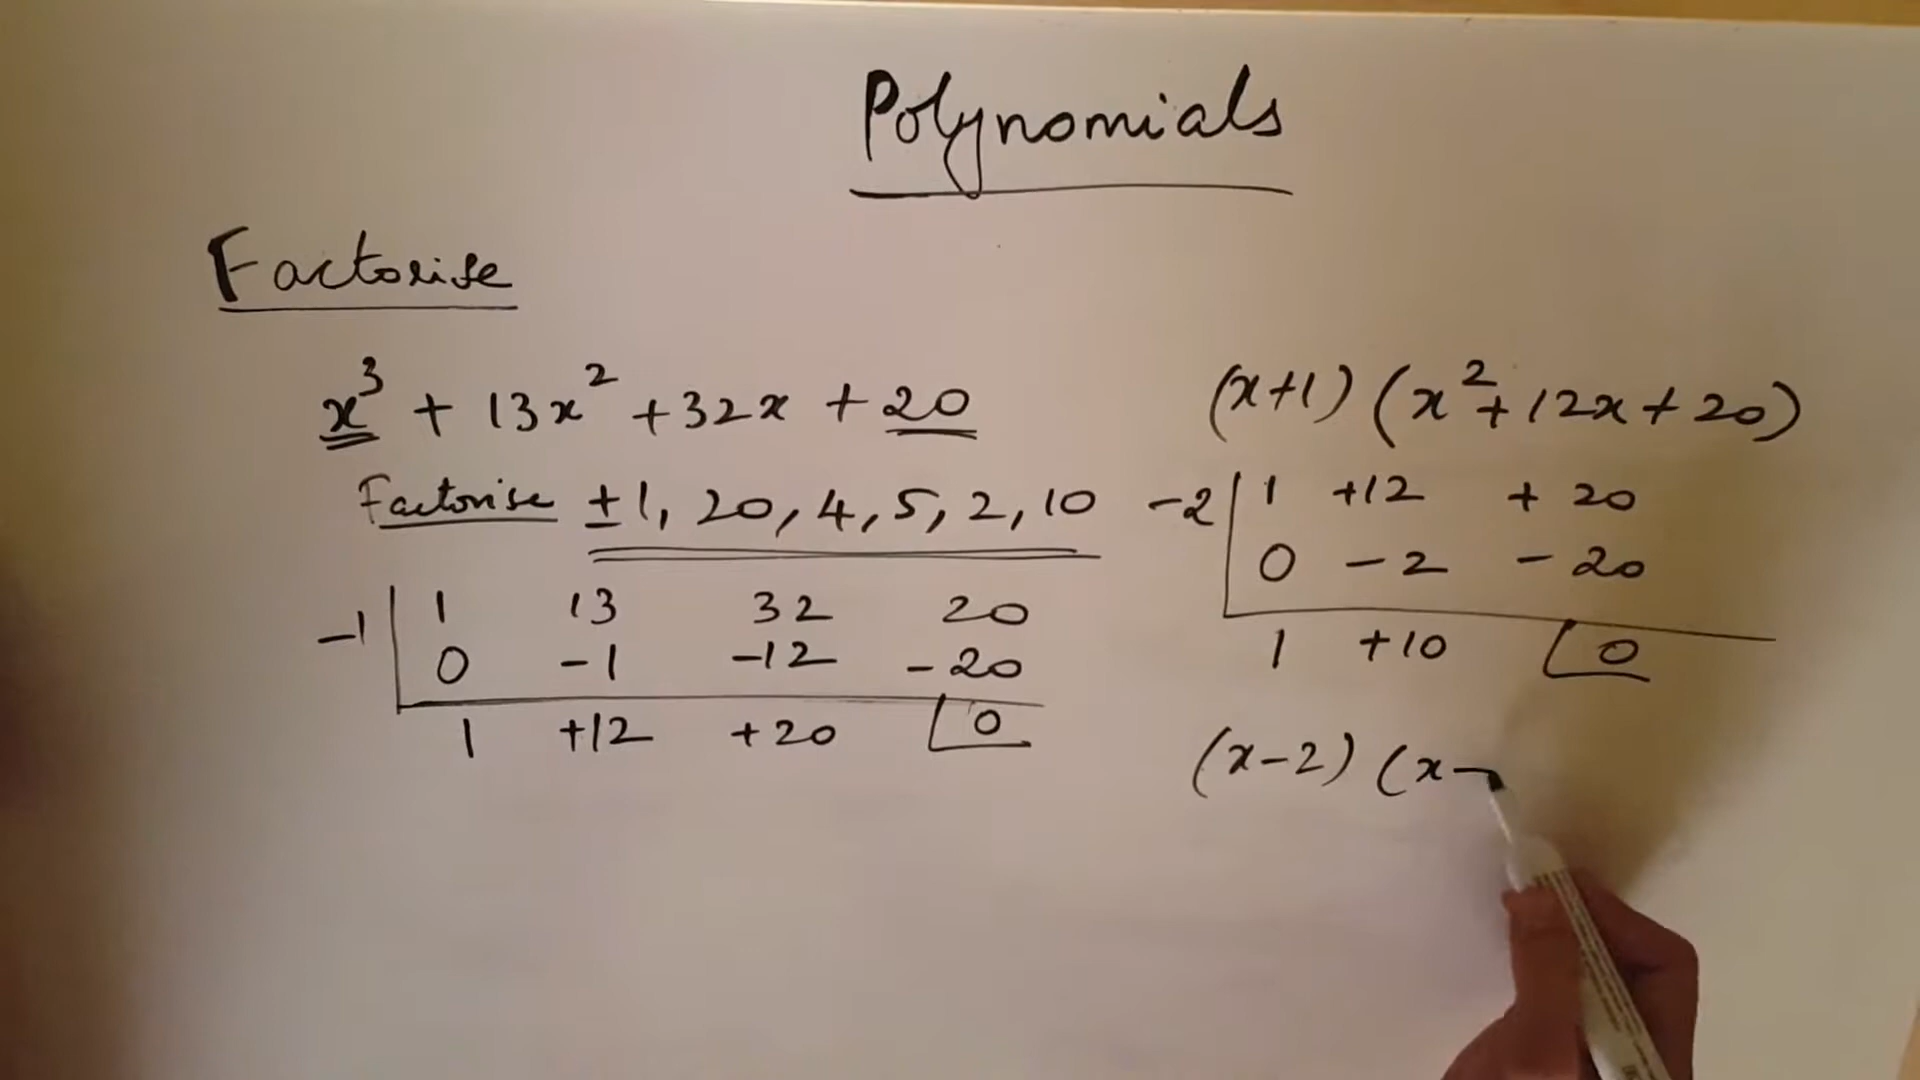 Polynomials
Factorise
x³ + 13x² + 32x + 20
Factorise ± 1, 20, 4, 5, 2, 10
-1 | 1 13 32 20
0 -1 -12 -20
1 +12 +20 0
(x+1) (x² + 12x + 20)
-2 | 1 +12 + 20
0 -2 -20
1 +10 0
(x-2) (x-